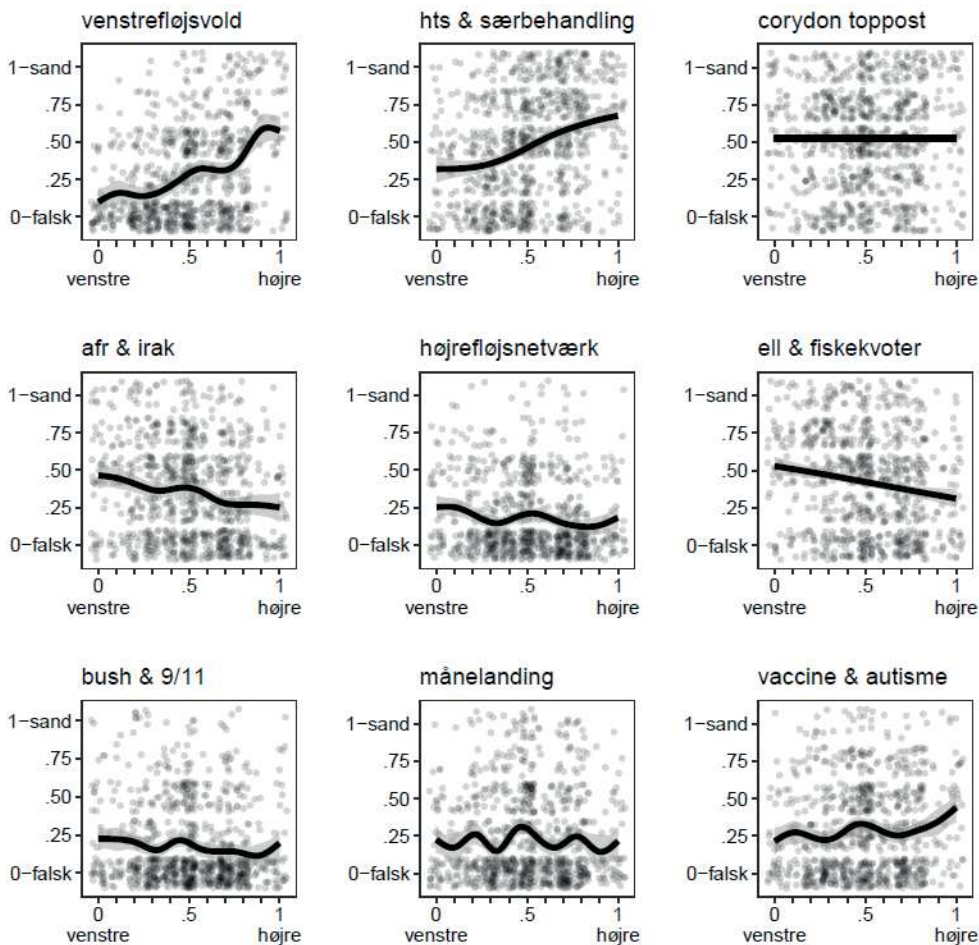 venstrefløjsvold
hts & særbehandling
corydon toppost
1−sand
.75
.50
.25
0−falsk
0 .5 1
venstre højre
1−sand
.75
.50
.25
0−falsk
0 .5 1
venstre højre
1−sand
.75
.50
.25
0−falsk
0 .5 1
venstre højre
afr & irak
højrefløjsnetværk
ell & fiskekvoter
1−sand
.75
.50
.25
0−falsk
0 .5 1
venstre højre
1−sand
.75
.50
.25
0−falsk
0 .5 1
venstre højre
1−sand
.75
.50
.25
0−falsk
0 .5 1
venstre højre
bush & 9/11
månelanding
vaccine & autisme
1−sand
.75
.50
.25
0−falsk
0 .5 1
venstre højre
1−sand
.75
.50
.25
0−falsk
0 .5 1
venstre højre
1−sand
.75
.50
.25
0−falsk
0 .5 1
venstre højre